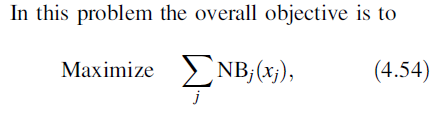 In this problem the overall objective is to
Maximize ∑ NBⱼ(xⱼ), (4.54)
j